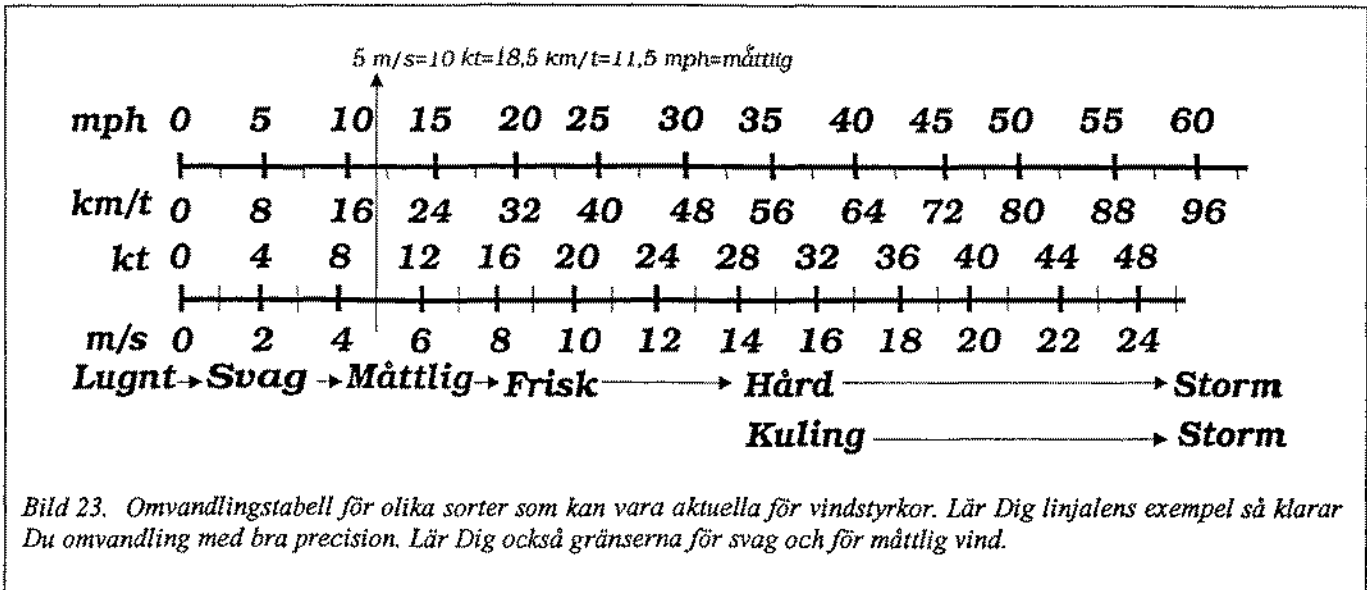 5 m/s=10 kt=18,5 km/t=11,5 mph=måttlig
mph 0 5 10 15 20 25 30 35 40 45 50 55 60
km/t 0 8 16 24 32 40 48 56 64 72 80 88 96
kt 0 4 8 12 16 20 24 28 32 36 40 44 48
m/s 0 2 4 6 8 10 12 14 16 18 20 22 24
Lugnt Svag Måttlig Frisk Hård Storm
Kuling Storm
Bild 23. Omvandlingstabell för olika sorter som kan vara aktuella för vindstyrkor. Lär Dig linjalens exempel så klarar
Du omvandling med bra precision. Lär Dig också gränserna för svag och för måttlig vind.